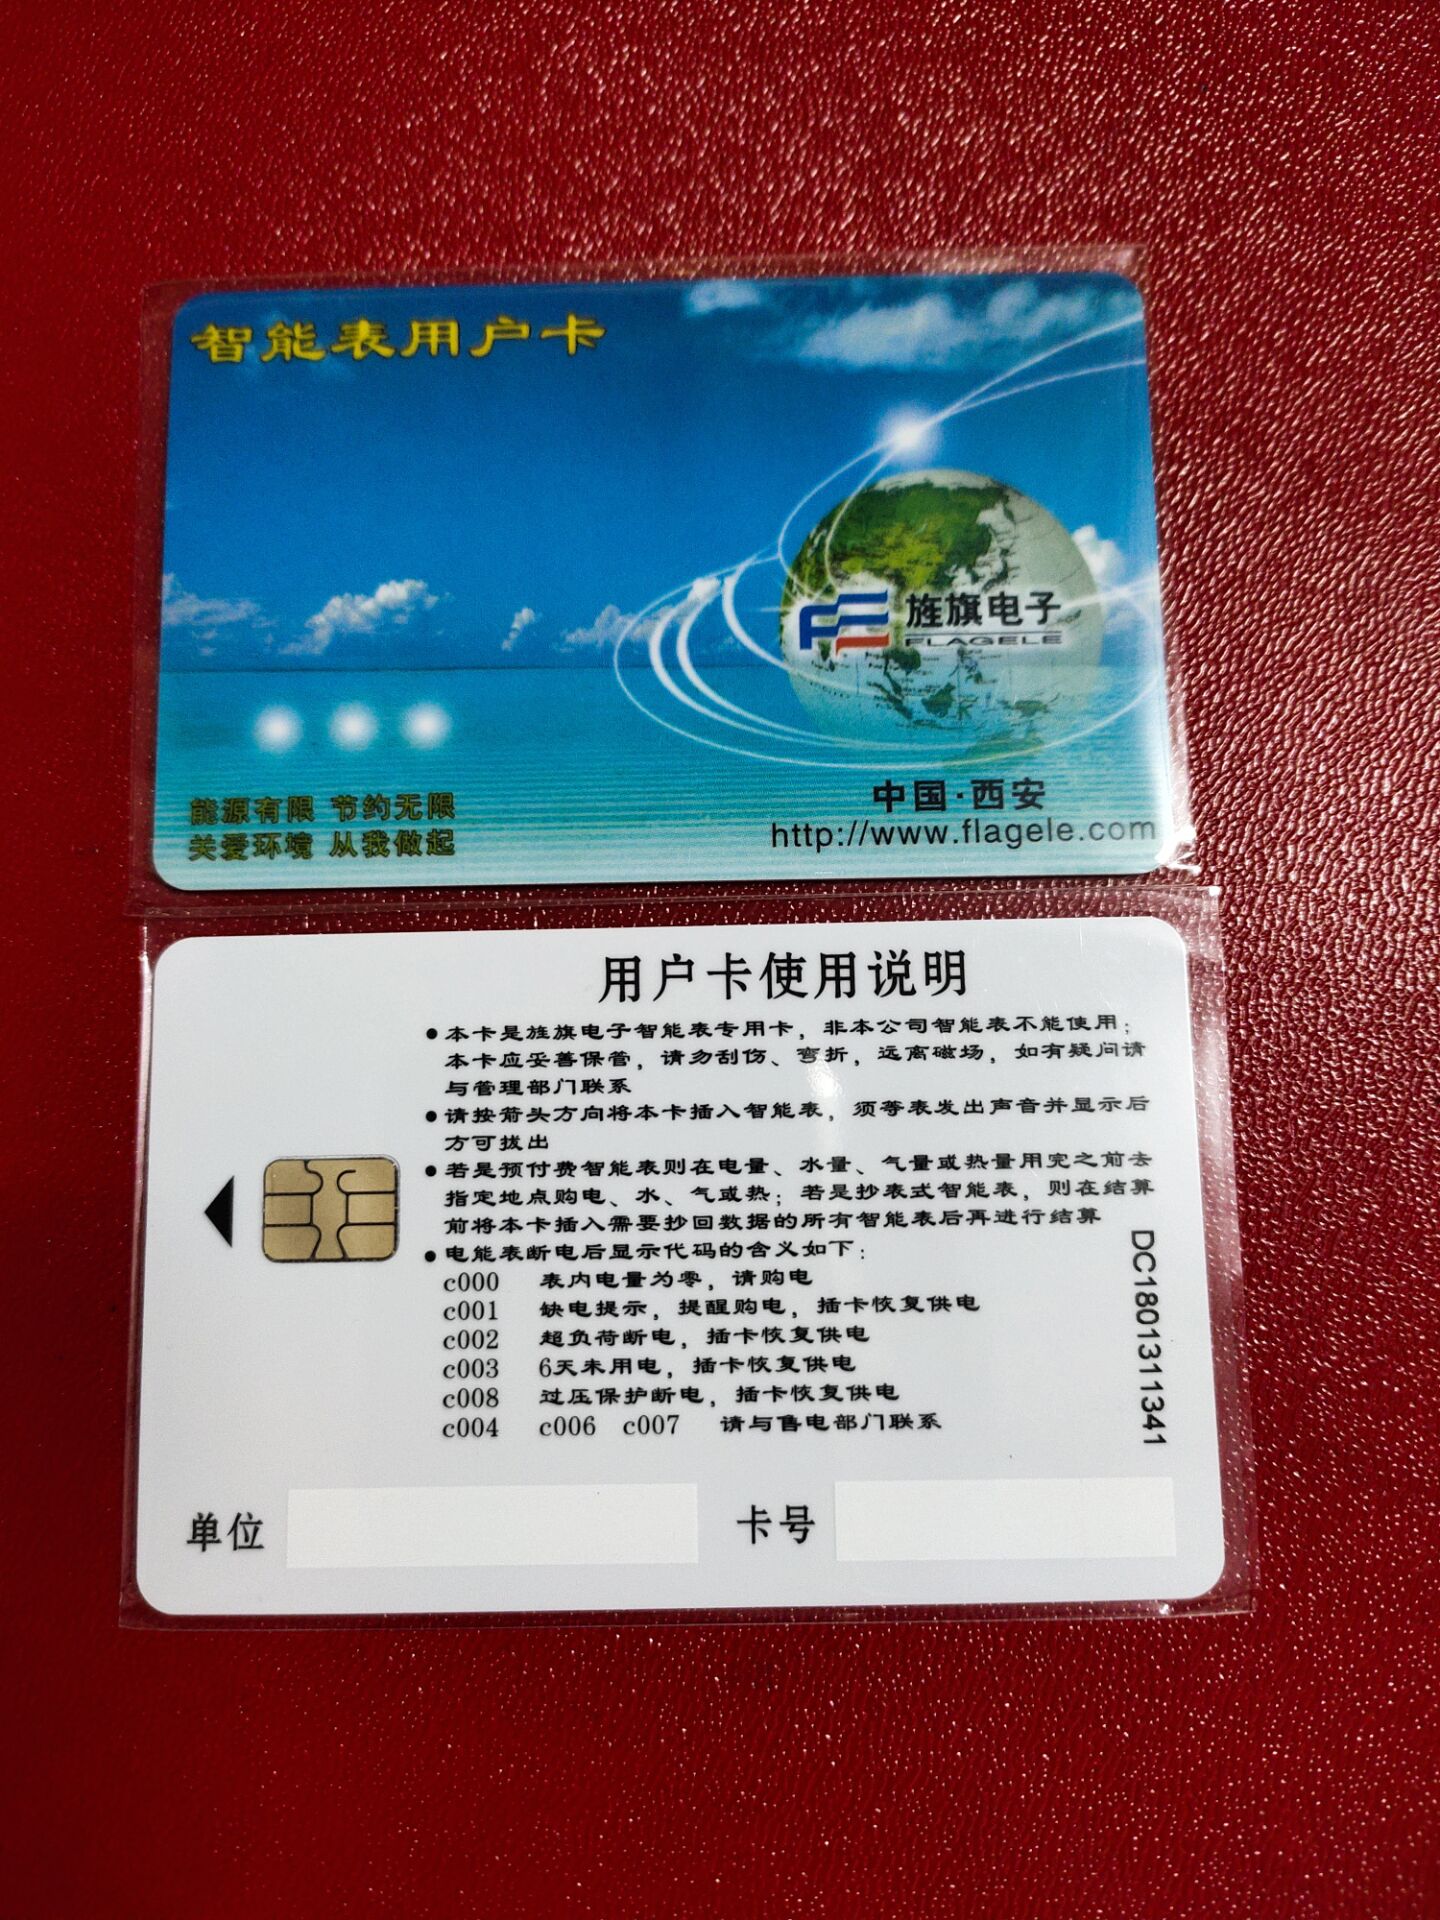 智能表用户卡
旌旗电子
FLAGELE
能源有限 节约无限
关爱环境 从我做起
中国·西安
http://www.flagele.com
用户卡使用说明
●本卡是旌旗电子智能表专用卡，非本公司智能表不能使用；
本卡应妥善保管，请勿刮伤、弯折，远离磁场，如有疑问请
与管理部门联系
●请按箭头方向将本卡插入智能表，须等表发出声音并显示后
方可拔出
●若是预付费智能表则在电量、水量、气量或热量用完之前去
指定地点购电、水、气或热；若是抄表式智能表，则在结算
前将本卡插入需要抄回数据的所有智能表后再进行结算
●电能表断电后显示代码的含义如下：
c000 表内电量为零，请购电
c001 缺电提示，提醒购电，插卡恢复供电
c002 超负荷断电，插卡恢复供电
c003 6天未用电，插卡恢复供电
c008 过压保护断电，插卡恢复供电
c004 c006 c007 请与售电部门联系
DC1801311341
单位 卡号